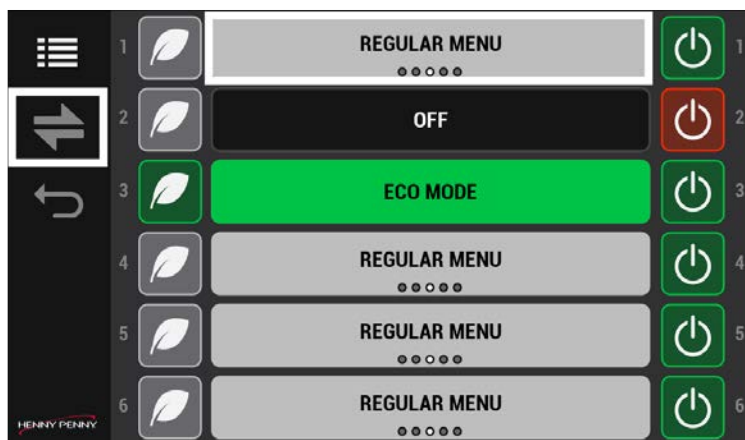 1 REGULAR MENU 1
2 OFF 2
3 ECO MODE 3
4 REGULAR MENU 4
5 REGULAR MENU 5
6 REGULAR MENU 6
HENNY PENNY